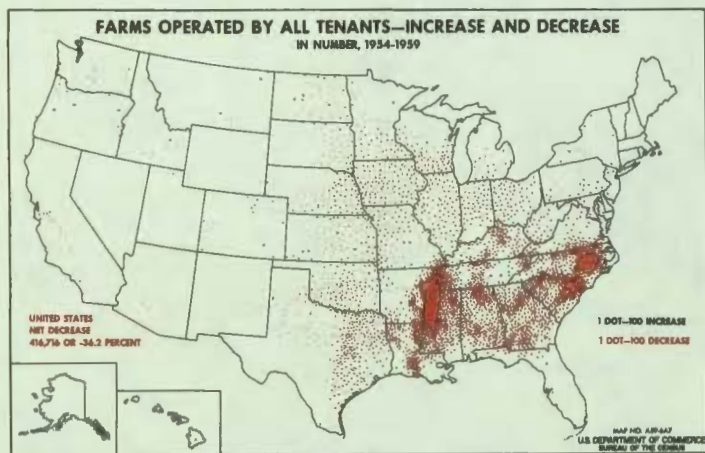 FARMS OPERATED BY ALL TENANTS—INCREASE AND DECREASE
IN NUMBER, 1954-1959
UNITED STATES
NET DECREASE
416,716 OR -36.2 PERCENT
1 DOT—100 INCREASE
1 DOT—100 DECREASE
U.S. DEPARTMENT OF COMMERCE
BUREAU OF THE CENSUS